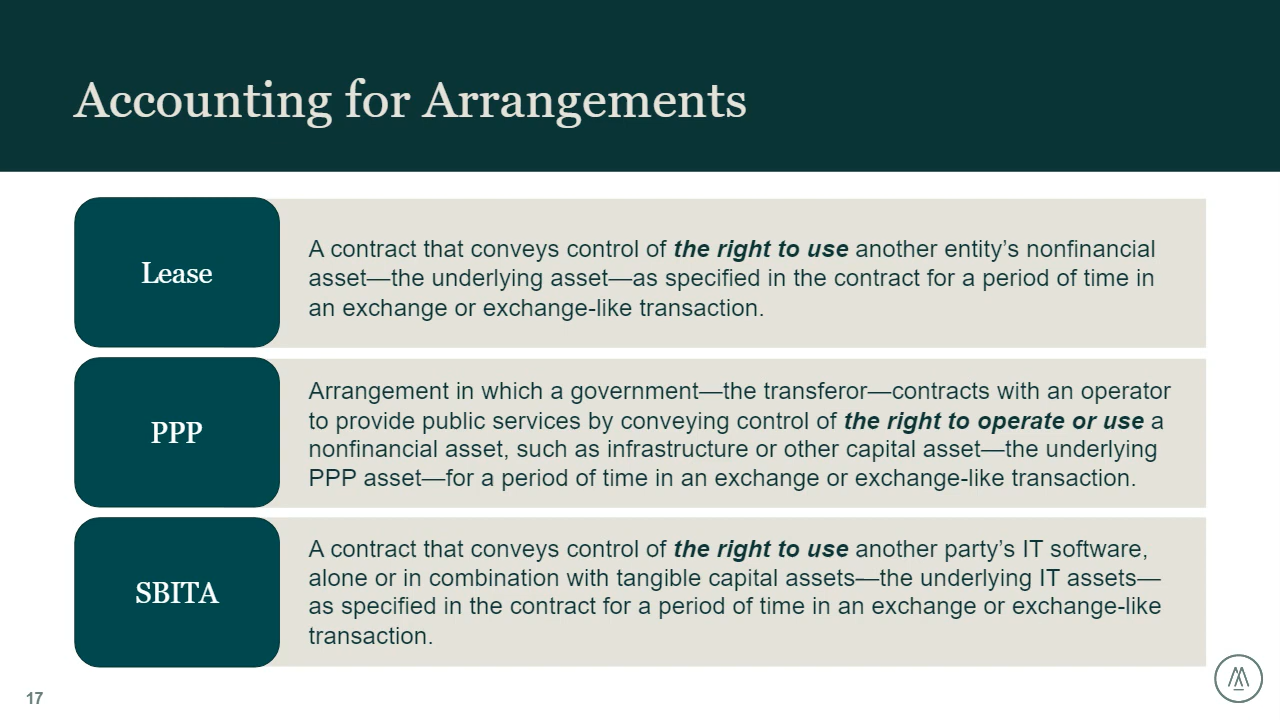 Accounting for Arrangements
Lease
A contract that conveys control of the right to use another entity’s nonfinancial
asset—the underlying asset—as specified in the contract for a period of time in
an exchange or exchange-like transaction.
PPP
Arrangement in which a government—the transferor—contracts with an operator
to provide public services by conveying control of the right to operate or use a
nonfinancial asset, such as infrastructure or other capital asset—the underlying
PPP asset—for a period of time in an exchange or exchange-like transaction.
SBITA
A contract that conveys control of the right to use another party’s IT software,
alone or in combination with tangible capital assets—the underlying IT assets—
as specified in the contract for a period of time in an exchange or exchange-like
transaction.
17